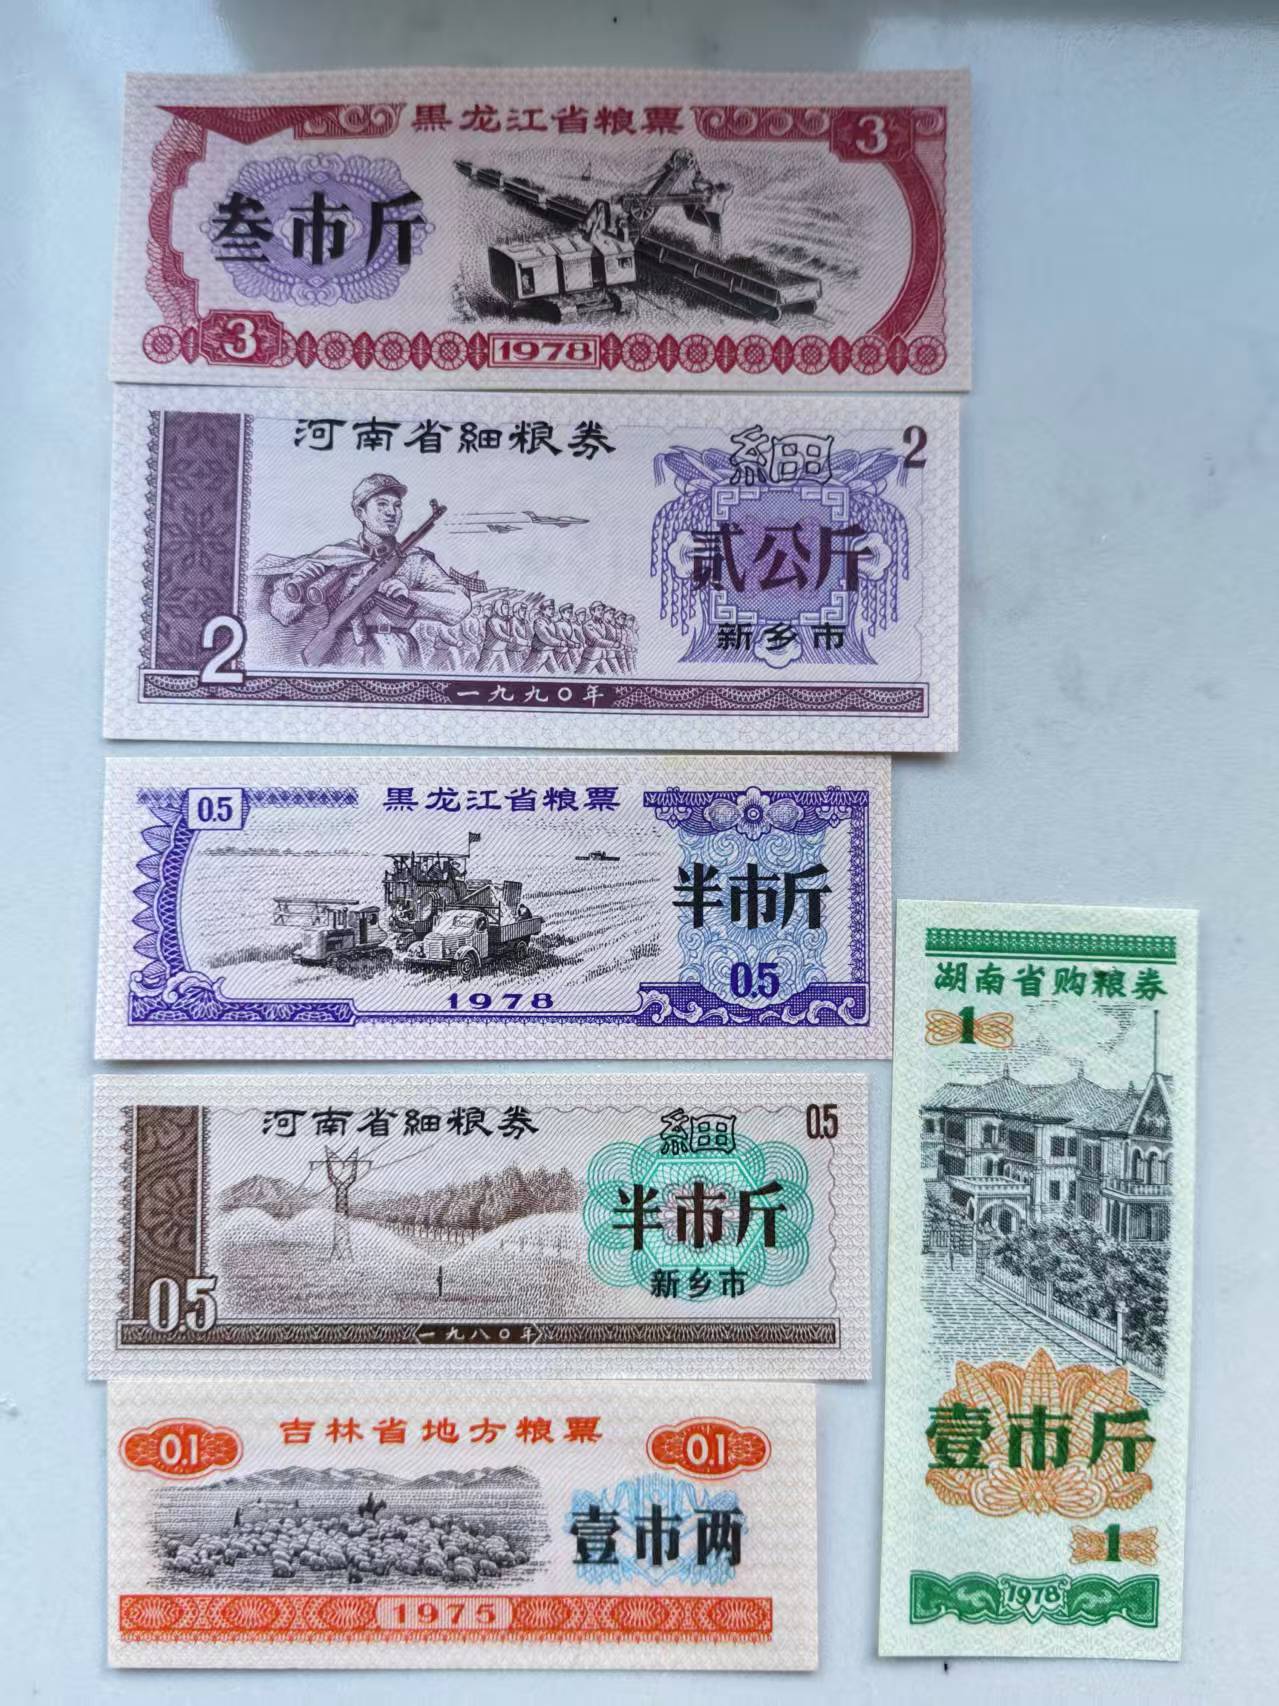 黑龙江省粮票
3
叁市斤
3
1978
河南省細粮券
細
2
贰公斤
新乡市
2
一九九〇年
0.5
黑龙江省粮票
半市斤
0.5
1978
河南省細粮券
細
0.5
半市斤
新乡市
0.5
一九八〇年
吉林省地方粮票
0.1
0.1
壹市两
1975
湖南省购粮券
1
壹市斤
1
1978